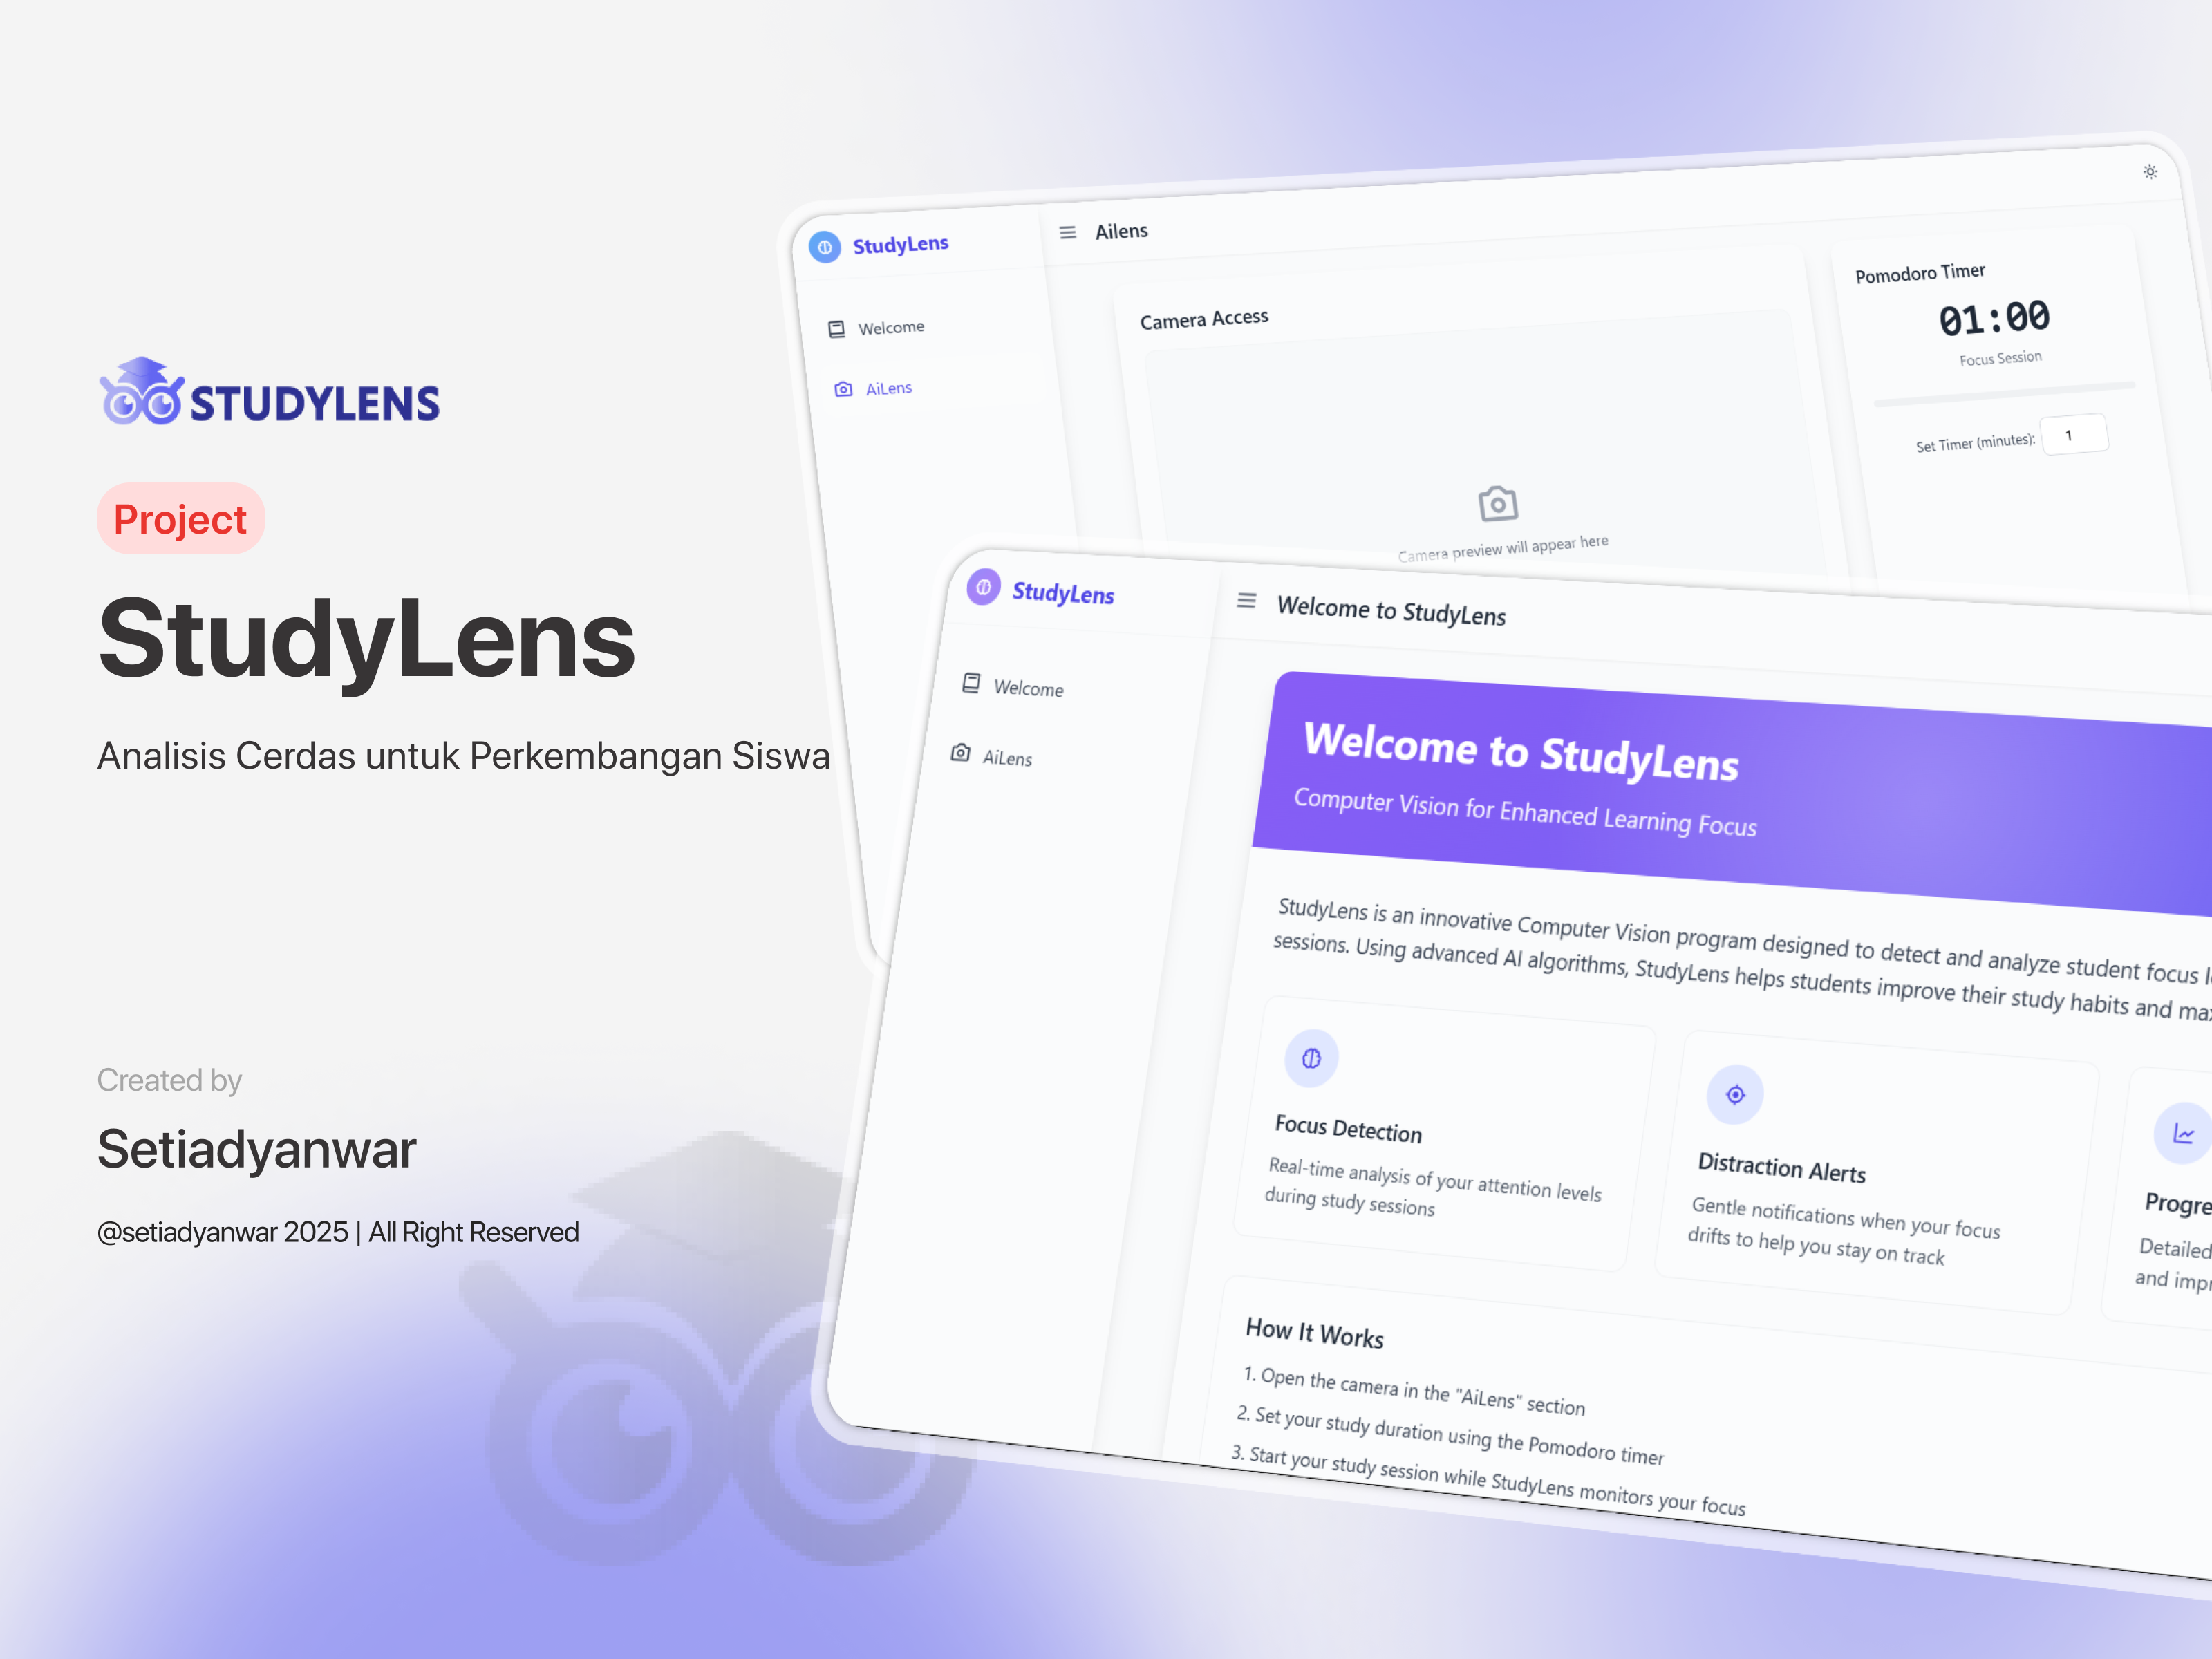 STUDYLENS
Project
StudyLens
Analisis Cerdas untuk Perkembangan Siswa
Created by
Setiadyanwar
@setiadyanwar 2025 | All Right Reserved
StudyLens
Ailens
Welcome
AiLens
Camera Access
Camera preview will appear here
Pomodoro Timer
01:00
Focus Session
Set Timer (minutes): 1
StudyLens
Welcome to StudyLens
Welcome
AiLens
Welcome to StudyLens
Computer Vision for Enhanced Learning Focus
StudyLens is an innovative Computer Vision program designed to detect and analyze student focus
sessions. Using advanced AI algorithms, StudyLens helps students improve their study habits and
Focus Detection
Real-time analysis of your attention levels
during study sessions
Distraction Alerts
Gentle notifications when your focus
drifts to help you stay on track
Progre
Detailed
and impr
How It Works
1. Open the camera in the "AiLens" section
2. Set your study duration using the Pomodoro timer
3. Start your study session while StudyLens monitors your focus